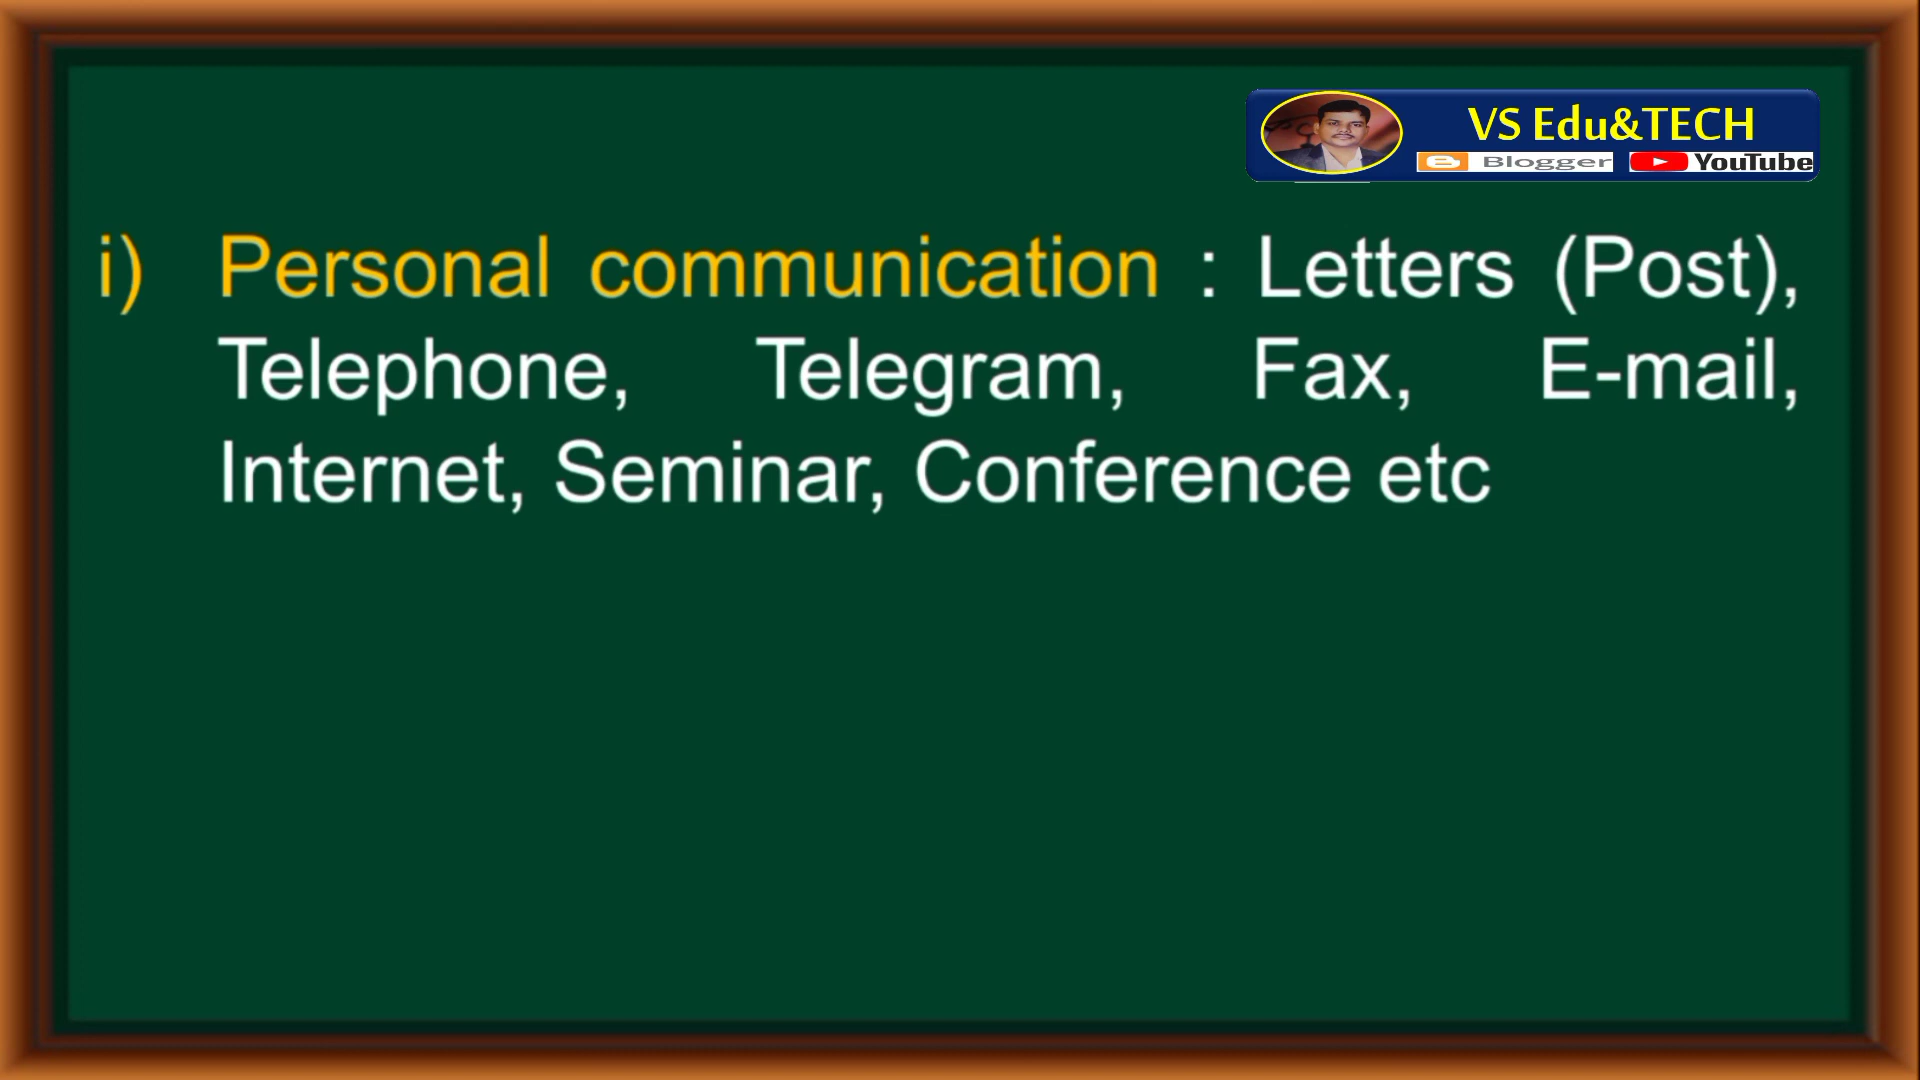 VS Edu&TECH
Blogger YouTube
i) Personal communication : Letters (Post),
Telephone, Telegram, Fax, E-mail,
Internet, Seminar, Conference etc